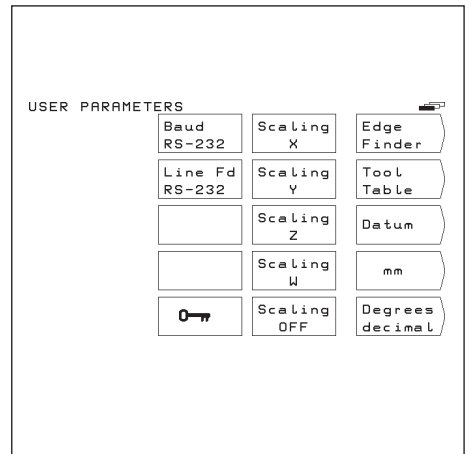 USER PARAMETERS
Baud
RS-232
Scaling
X
Edge
Finder
Line Fd
RS-232
Scaling
Y
Tool
Table
Scaling
Z
Datum
Scaling
W
mm
Scaling
OFF
Degrees
decimal